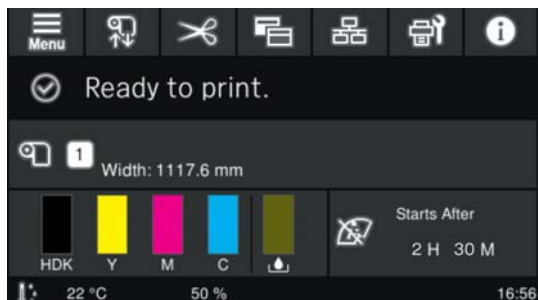 Menu
Ready to print.
1
Width: 1117.6 mm
HDK Y M C
Starts After
2 H 30 M
22 °C 50 % 16:56